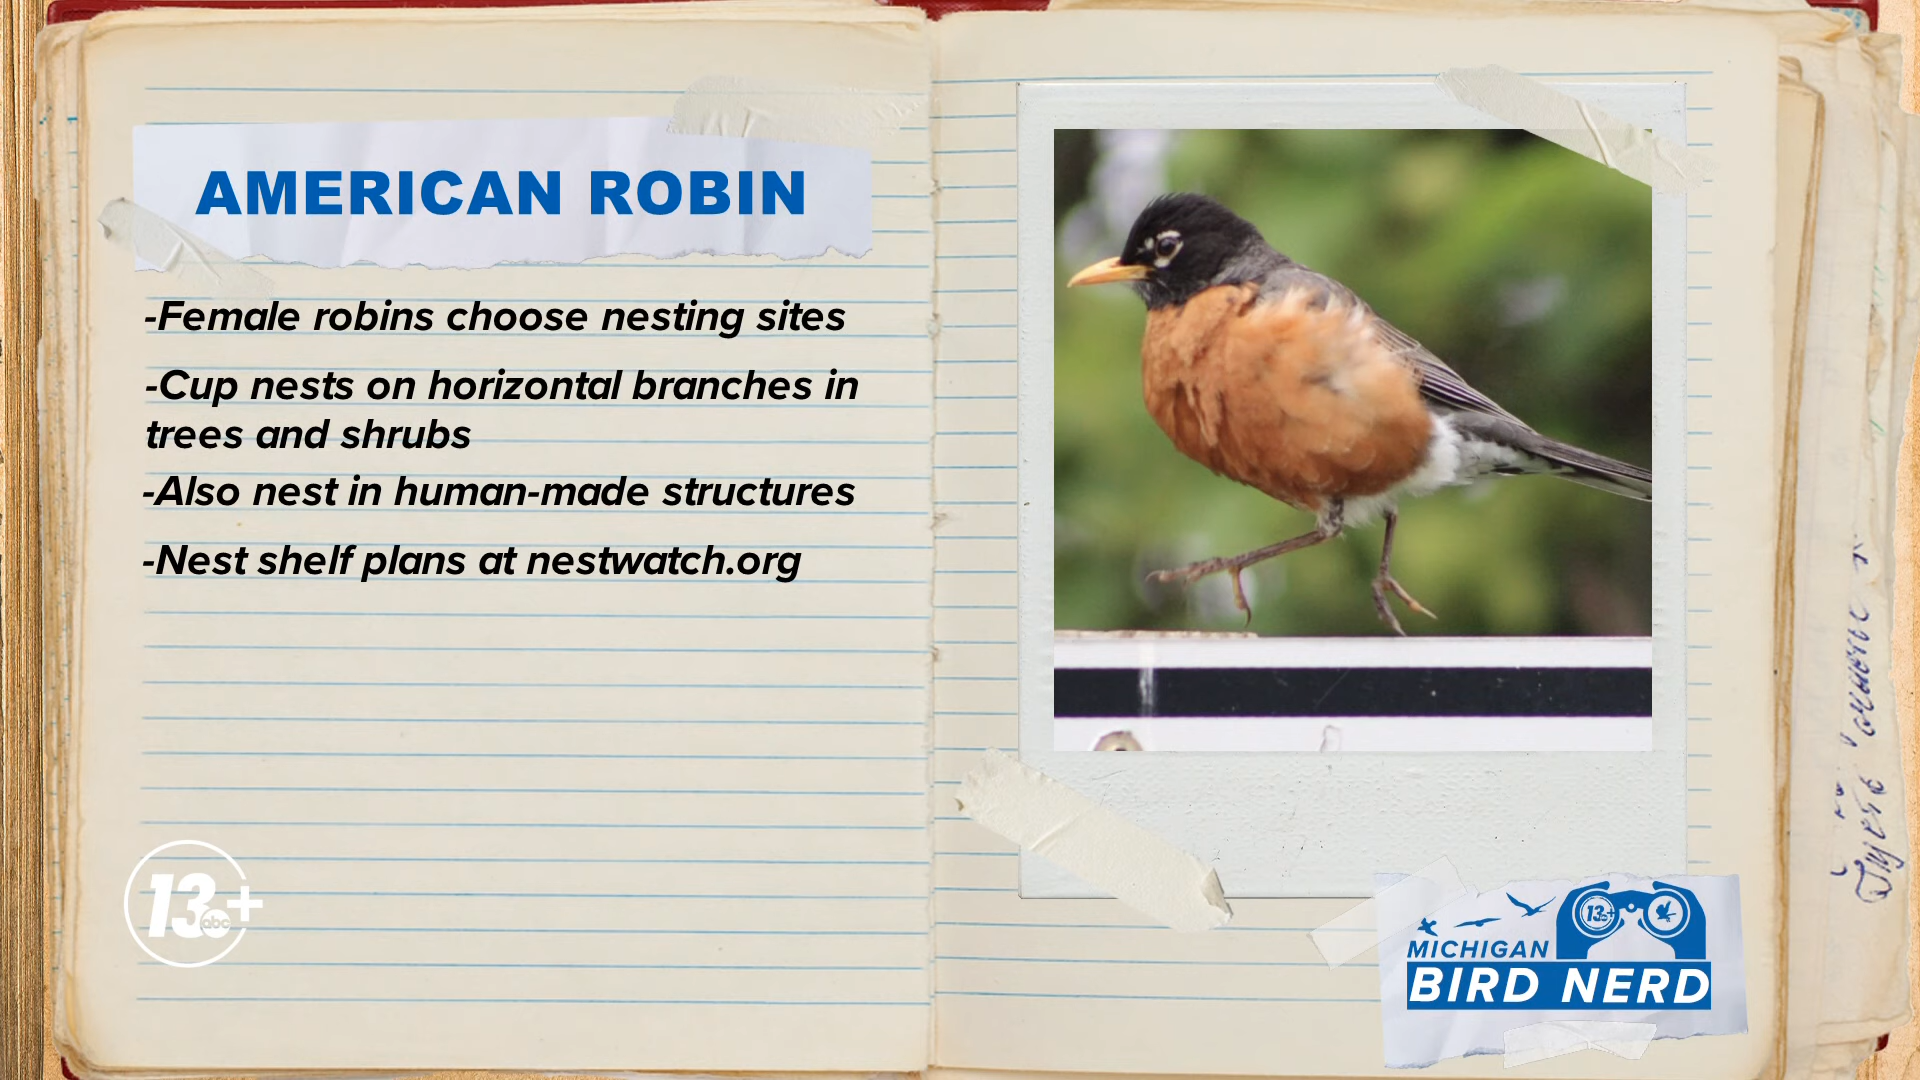 AMERICAN ROBIN
-Female robins choose nesting sites
-Cup nests on horizontal branches in
trees and shrubs
-Also nest in human-made structures
-Nest shelf plans at nestwatch.org
13 abc +
13 +
MICHIGAN
BIRD NERD